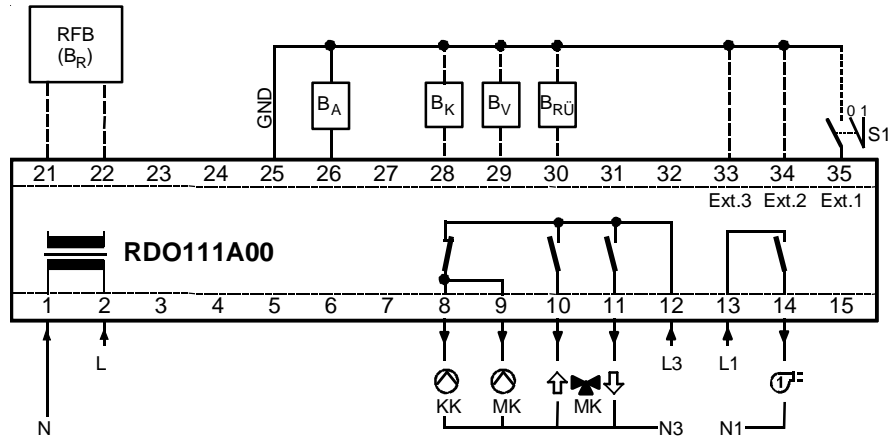 RFB
(BR)
GND
BA
BK
BV
BRÜ
0 1
S1
21 22 23 24 25 26 27 28 29 30 31 32 33 34 35
Ext.3 Ext.2 Ext.1
RDO111A00
1 2 3 4 5 6 7 8 9 10 11 12 13 14 15
L L3 L1
1
KK MK MK
N N3 N1